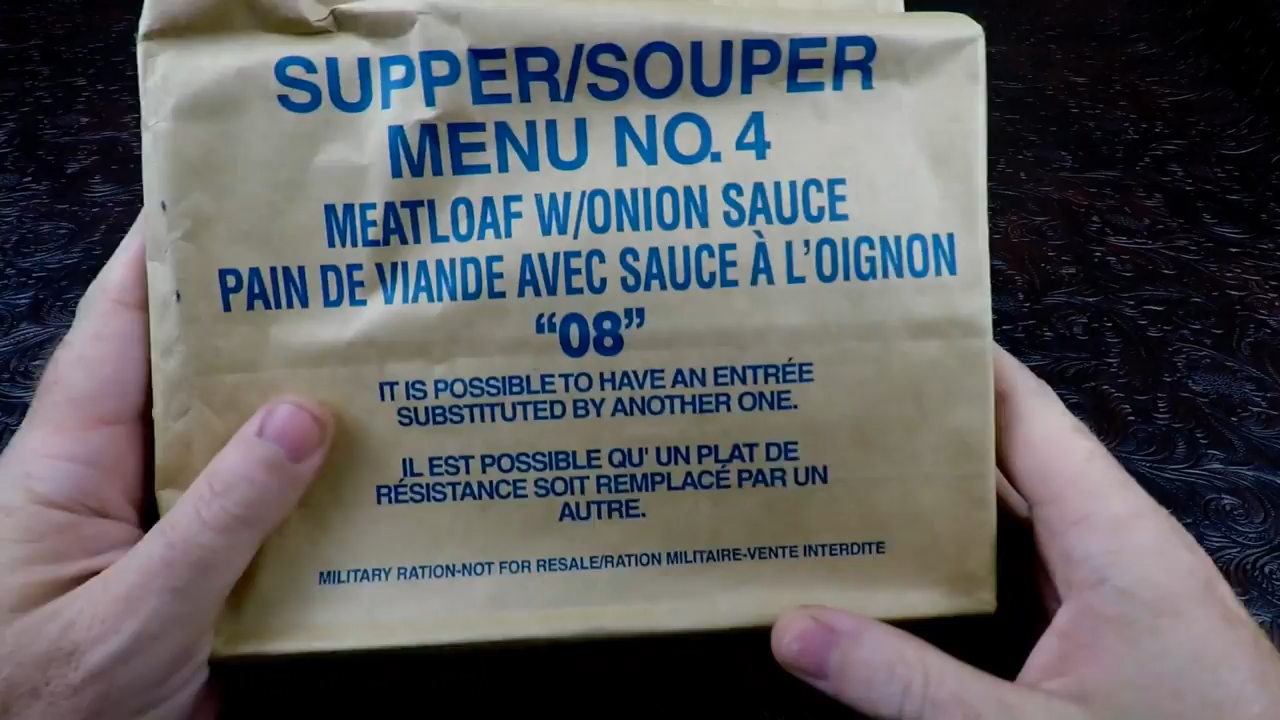 SUPPER/SOUPER
MENU NO. 4
MEATLOAF W/ONION SAUCE
PAIN DE VIANDE AVEC SAUCE À L'OIGNON
“08”
IT IS POSSIBLE TO HAVE AN ENTRÉE
SUBSTITUTED BY ANOTHER ONE.
IL EST POSSIBLE QU' UN PLAT DE
RÉSISTANCE SOIT REMPLACÉ PAR UN
AUTRE.
MILITARY RATION-NOT FOR RESALE/RATION MILITAIRE-VENTE INTERDITE